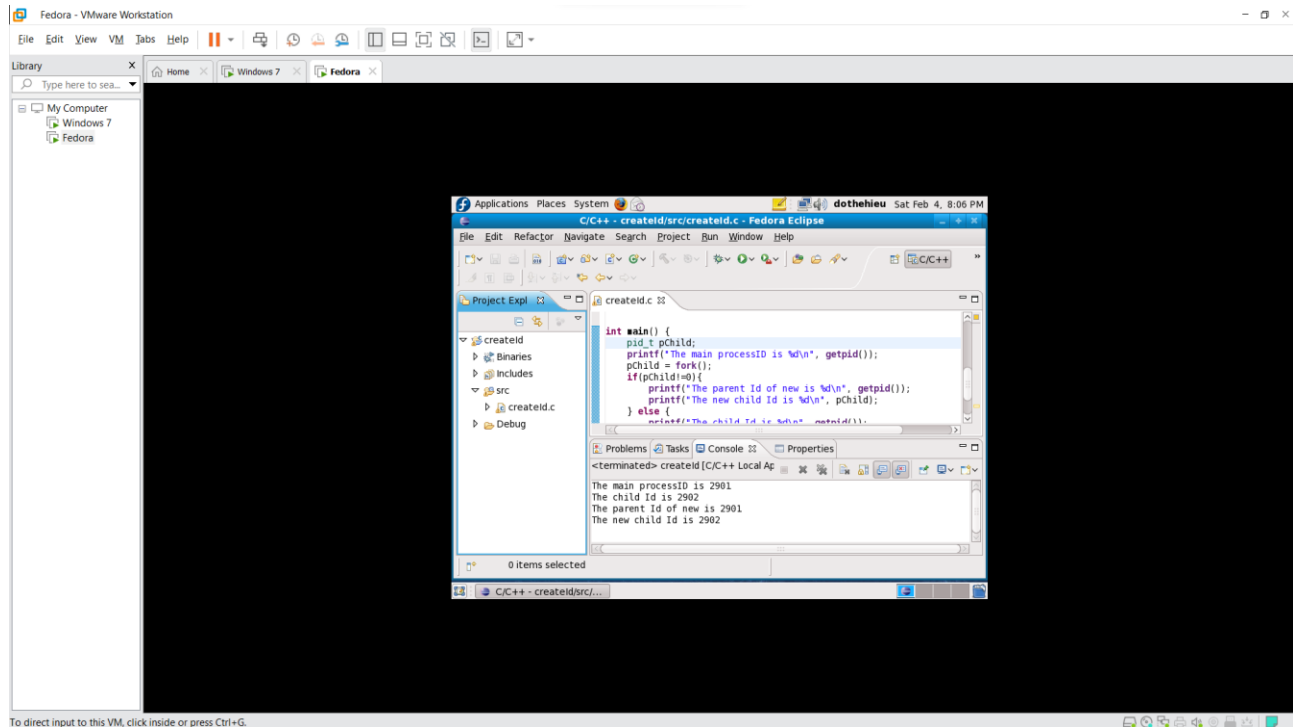 Fedora - VMware Workstation
File Edit View VM Tabs Help
Library
Home Windows 7 Fedora
Type here to sea...
My Computer
Windows 7
Fedora
Applications Places System dothehieu Sat Feb 4, 8:06 PM
C/C++ - createId/src/createId.c - Fedora Eclipse
File Edit Refactor Navigate Search Project Run Window Help
C/C++
Project Expl
createId.c
createId
Binaries
Includes
src
createId.c
Debug
int main() {
pid_t pChild;
printf("The main processID is %d\n", getpid());
pChild = fork();
if(pChild!=0){
printf("The parent Id of new is %d\n", getpid());
printf("The new child Id is %d\n", pChild);
} else {
printf("The child Id is %d\n", getpid());
Problems Tasks Console Properties
<terminated> createId [C/C++ Local Ap
The main processID is 2901
The child Id is 2902
The parent Id of new is 2901
The new child Id is 2902
0 items selected
C/C++ - createId/src/...
To direct input to this VM, click inside or press Ctrl+G.